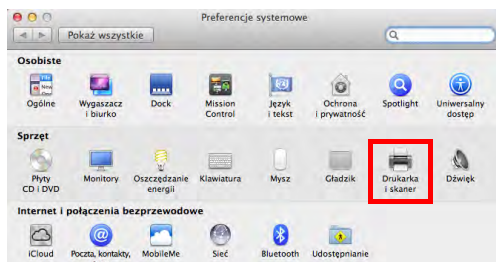 Preferencje systemowe
Pokaż wszystkie
Osobiste
Ogólne
Wygaszacz i biurko
Dock
Mission Control
Język i tekst
Ochrona i prywatność
Spotlight
Uniwersalny dostęp
Sprzęt
Płyty CD i DVD
Monitory
Oszczędzanie energii
Klawiatura
Mysz
Gładzik
Drukarka i skaner
Dźwięk
Internet i połączenia bezprzewodowe
iCloud
Poczta, kontakty,
MobileMe
Sieć
Bluetooth
Udostępnianie